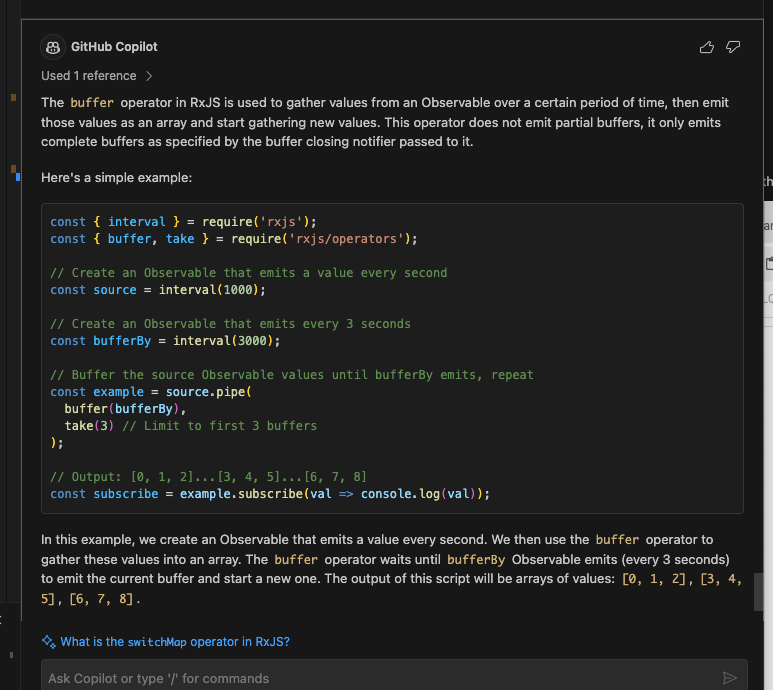 GitHub Copilot
Used 1 reference
The buffer operator in RxJS is used to gather values from an Observable over a certain period of time, then emit
those values as an array and start gathering new values. This operator does not emit partial buffers, it only emits
complete buffers as specified by the buffer closing notifier passed to it.
Here's a simple example:
const { interval } = require('rxjs');
const { buffer, take } = require('rxjs/operators');
// Create an Observable that emits a value every second
const source = interval(1000);
// Create an Observable that emits every 3 seconds
const bufferBy = interval(3000);
// Buffer the source Observable values until bufferBy emits, repeat
const example = source.pipe(
  buffer(bufferBy),
  take(3) // Limit to first 3 buffers
);
// Output: [0, 1, 2]...[3, 4, 5]...[6, 7, 8]
const subscribe = example.subscribe(val => console.log(val));
In this example, we create an Observable that emits a value every second. We then use the buffer operator to
gather these values into an array. The buffer operator waits until bufferBy Observable emits (every 3 seconds)
to emit the current buffer and start a new one. The output of this script will be arrays of values: [0, 1, 2], [3, 4,
5], [6, 7, 8].
What is the switchMap operator in RxJS?
Ask Copilot or type '/' for commands